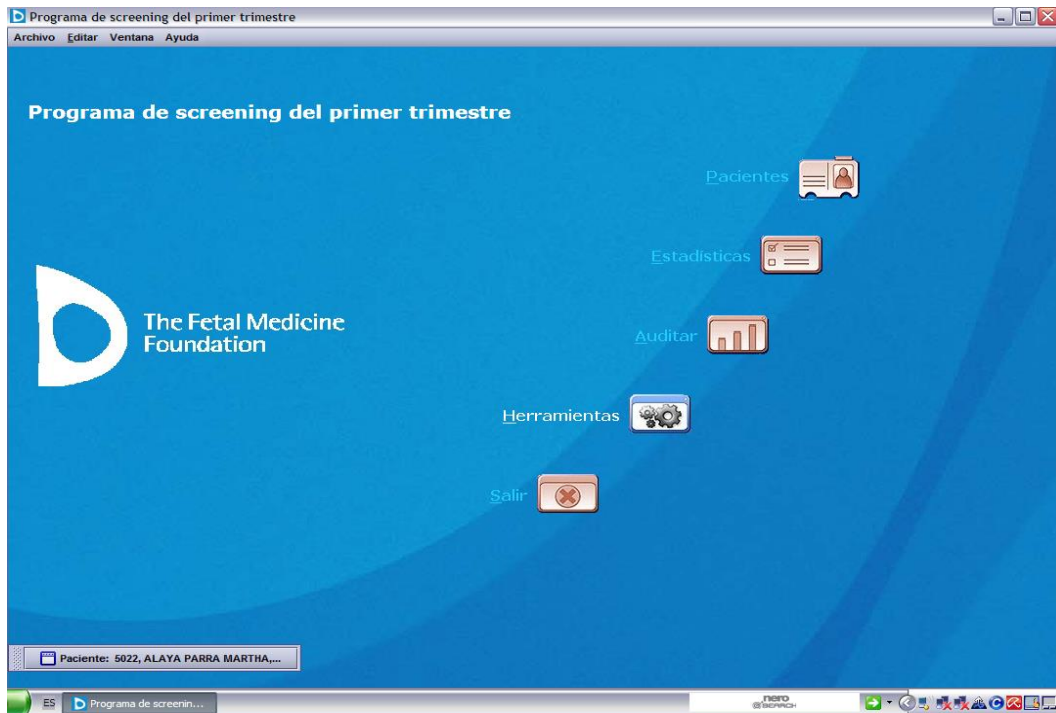 Programa de screening del primer trimestre
Archivo Editar Ventana Ayuda
Programa de screening del primer trimestre
Pacientes
Estadísticas
The Fetal Medicine
Foundation
Auditar
Herramientas
Salir
Paciente: 5022, ALAYA PARRA MARTHA,...
ES Programa de screenin... nero
SEARCH